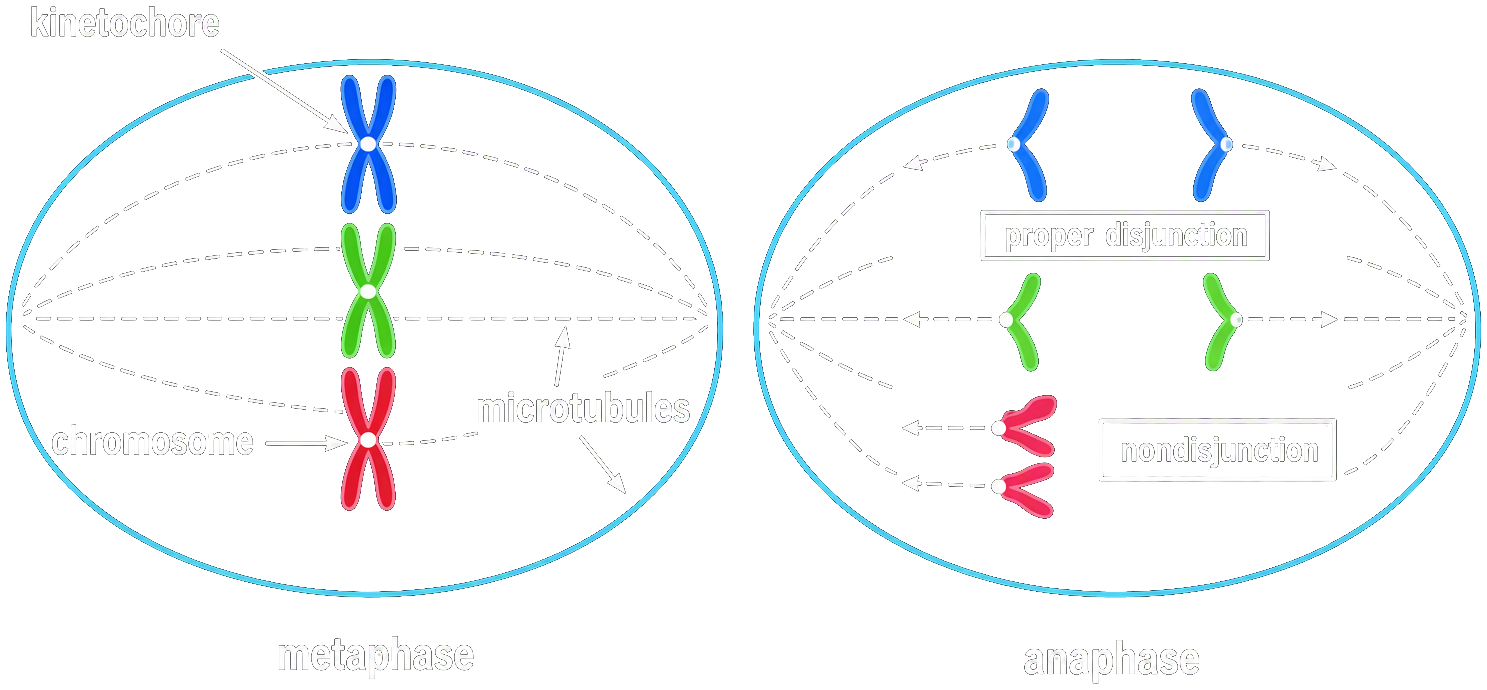 kinetochore
proper disjunction
microtubules
chromosome
nondisjunction
metaphase
anaphase